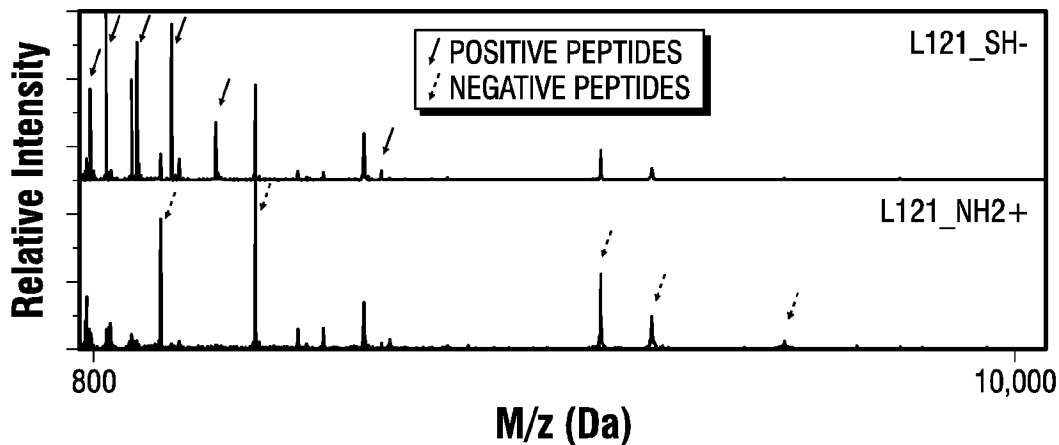 L121_SH-
POSITIVE PEPTIDES
NEGATIVE PEPTIDES
Relative Intensity
L121_NH2+
800
10,000
M/z (Da)